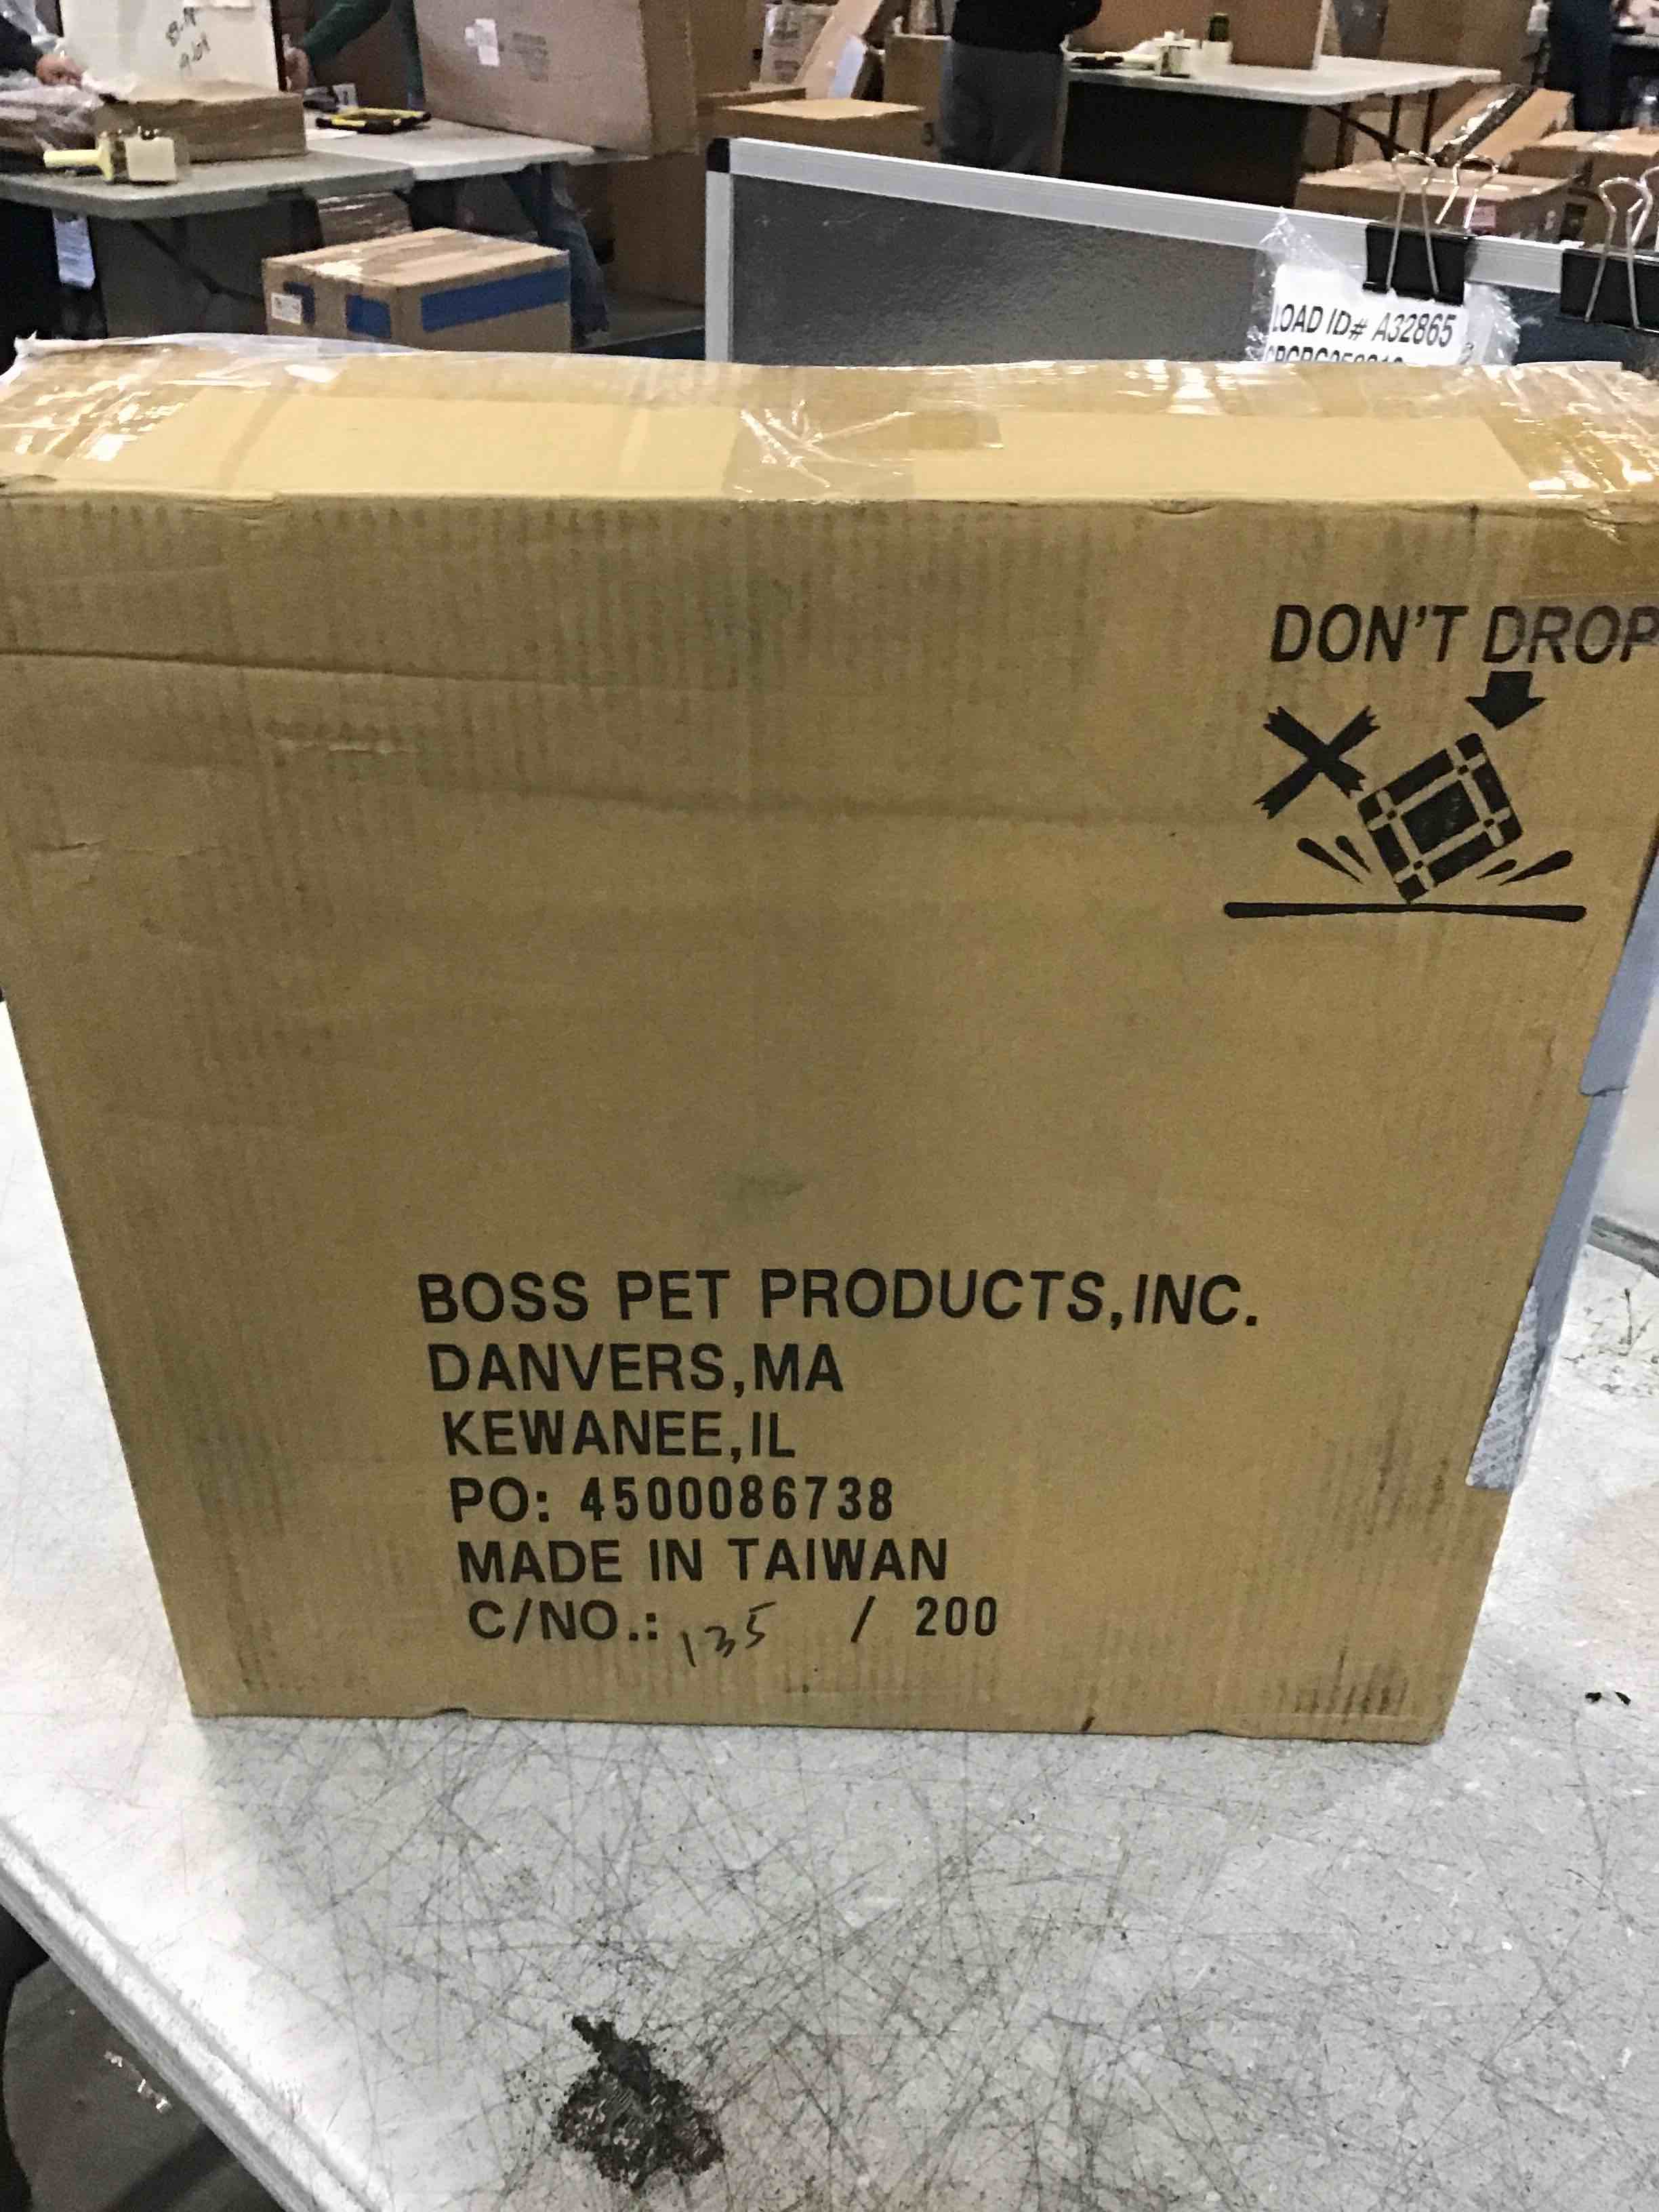 LOAD ID# A32865
DON'T DROP
BOSS PET PRODUCTS,INC.
DANVERS,MA
KEWANEE,IL
PO: 4500086738
MADE IN TAIWAN
C/NO.: 135 / 200